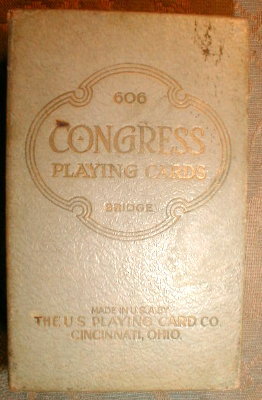 606
CONGRESS
PLAYING CARDS
BRIDGE
MADE IN U.S.A. BY
THE U.S. PLAYING CARD CO.
CINCINNATI, OHIO.